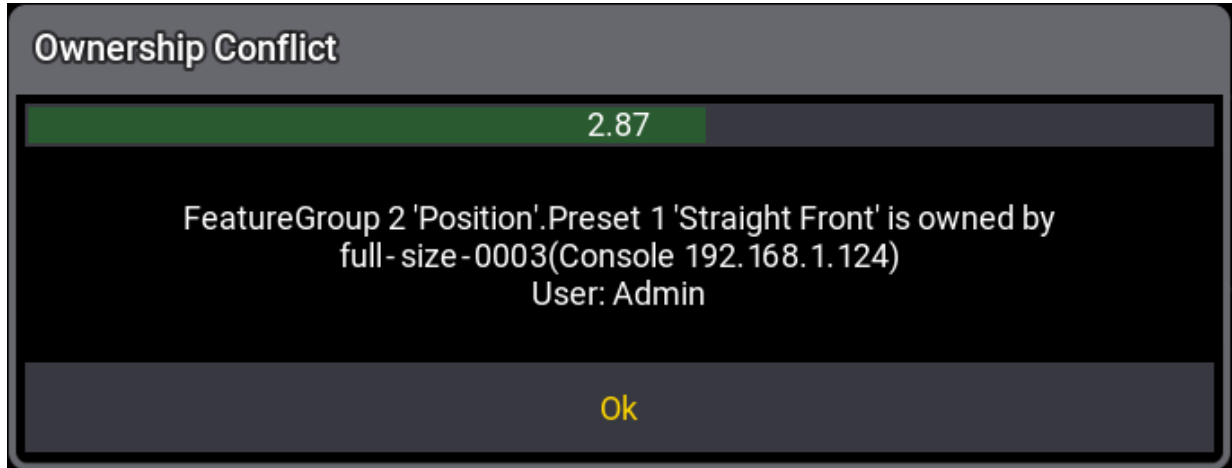 Ownership Conflict
2.87
FeatureGroup 2 'Position'.Preset 1 'Straight Front' is owned by
full-size-0003(Console 192.168.1.124)
User: Admin
Ok